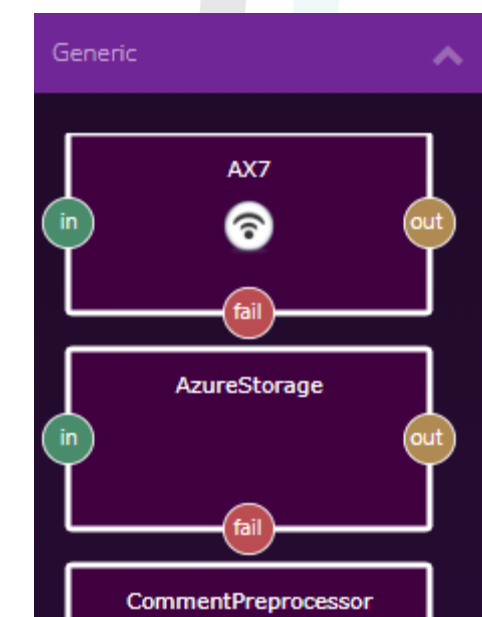 Generic
AX7
in
out
fail
AzureStorage
in
out
fail
CommentPreprocessor